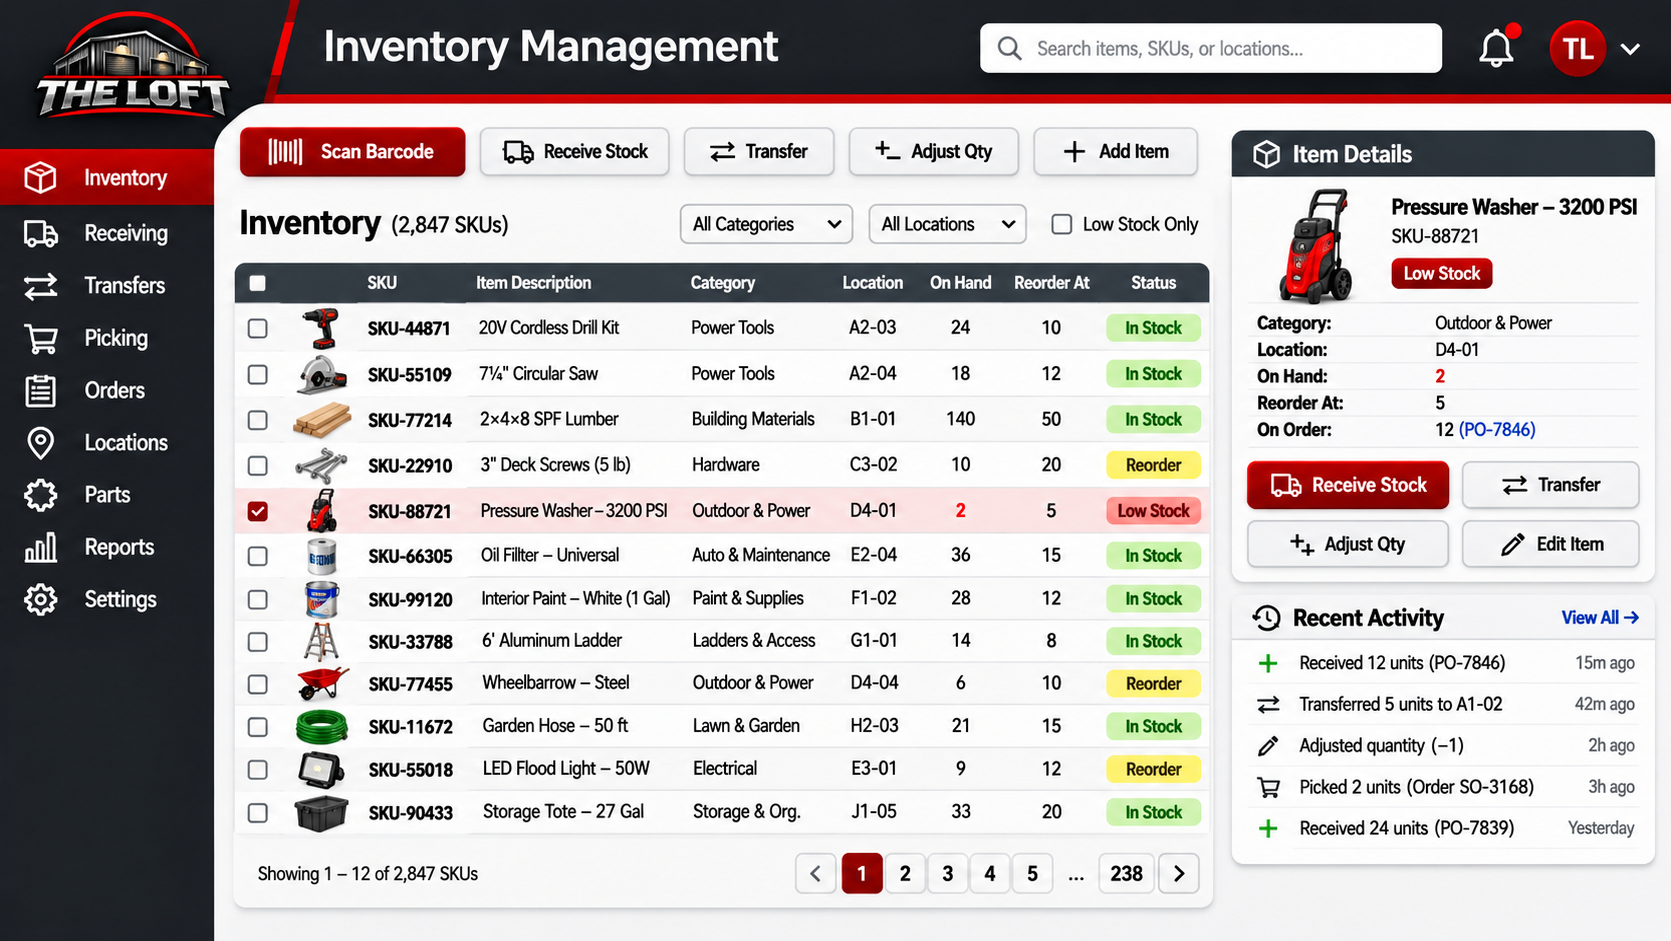 THE LOFT
Inventory Management
Search items, SKUs, or locations...
TL
Inventory
Receiving
Transfers
Picking
Orders
Locations
Parts
Reports
Settings
Scan Barcode
Receive Stock
Transfer
Adjust Qty
Add Item
Inventory (2,847 SKUs)
All Categories
All Locations
Low Stock Only
SKU Item Description Category Location On Hand Reorder At Status
SKU-44871 20V Cordless Drill Kit Power Tools A2-03 24 10 In Stock
SKU-55109 7¼" Circular Saw Power Tools A2-04 18 12 In Stock
SKU-77214 2×4×8 SPF Lumber Building Materials B1-01 140 50 In Stock
SKU-22910 3" Deck Screws (5 lb) Hardware C3-02 10 20 Reorder
SKU-88721 Pressure Washer – 3200 PSI Outdoor & Power D4-01 2 5 Low Stock
SKU-66305 Oil Fillter – Universal Auto & Maintenance E2-04 36 15 In Stock
SKU-99120 Interior Paint – White (1 Gal) Paint & Supplies F1-02 28 12 In Stock
SKU-33788 6' Aluminum Ladder Ladders & Access G1-01 14 8 In Stock
SKU-77455 Wheelbarrow – Steel Outdoor & Power D4-04 6 10 Reorder
SKU-11672 Garden Hose – 50 ft Lawn & Garden H2-03 21 15 In Stock
SKU-55018 LED Flood Light – 50W Electrical E3-01 9 12 Reorder
SKU-90433 Storage Tote – 27 Gal Storage & Org. J1-05 33 20 In Stock
Showing 1 – 12 of 2,847 SKUs
1 2 3 4 5 ... 238
Item Details
Pressure Washer – 3200 PSI
SKU-88721
Low Stock
Category: Outdoor & Power
Location: D4-01
On Hand: 2
Reorder At: 5
On Order: 12 (PO-7846)
Receive Stock
Transfer
Adjust Qty
Edit Item
Recent Activity
View All →
Received 12 units (PO-7846) 15m ago
Transferred 5 units to A1-02 42m ago
Adjusted quantity (−1) 2h ago
Picked 2 units (Order SO-3168) 3h ago
Received 24 units (PO-7839) Yesterday